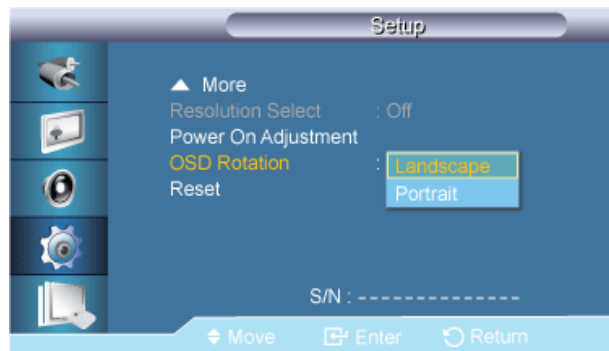 Setup
More
Resolution Select : Off
Power On Adjustment
OSD Rotation : Landscape
Portrait
Reset
S/N : - - - - - - - - - - - - - - -
Move Enter Return